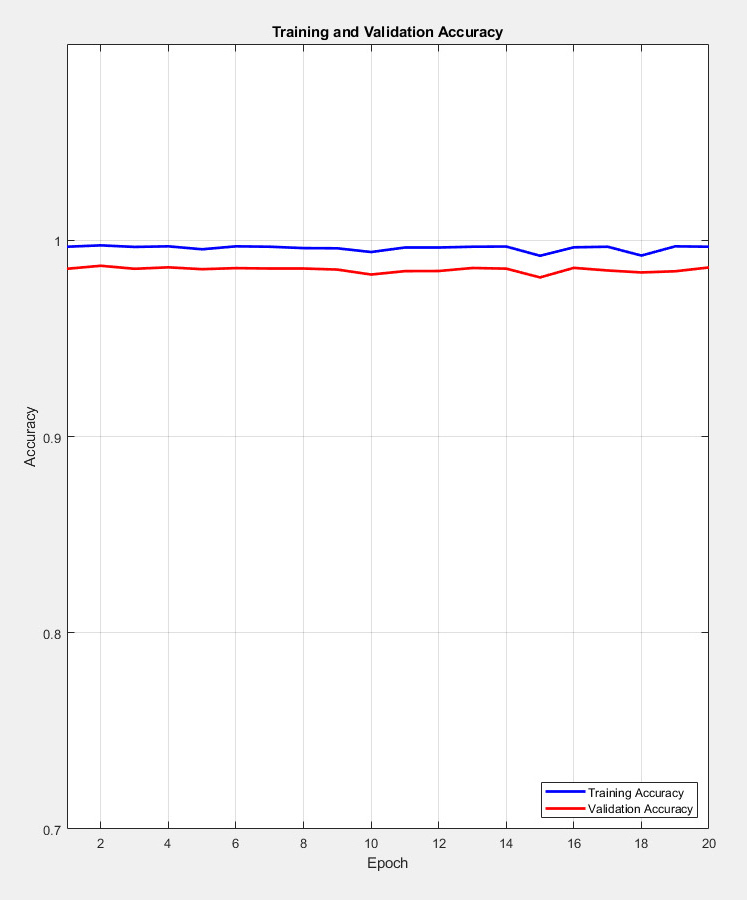 Training and Validation Accuracy
1
0.9
0.8
0.7
Accuracy
2 4 6 8 10 12 14 16 18 20
Epoch
Training Accuracy
Validation Accuracy